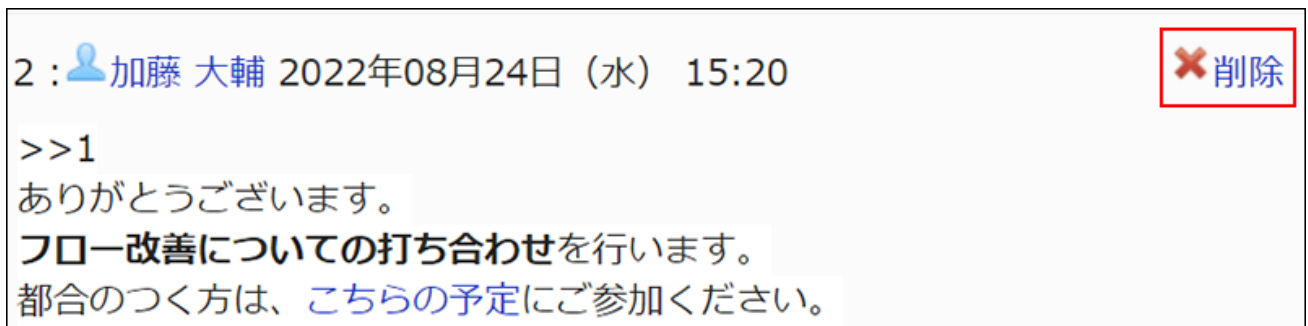 2 : 加藤 大輔 2022年08月24日（水） 15:20 削除
>>1
ありがとうございます。
フロー改善についての打ち合わせを行います。
都合のつく方は、こちらの予定にご参加ください。